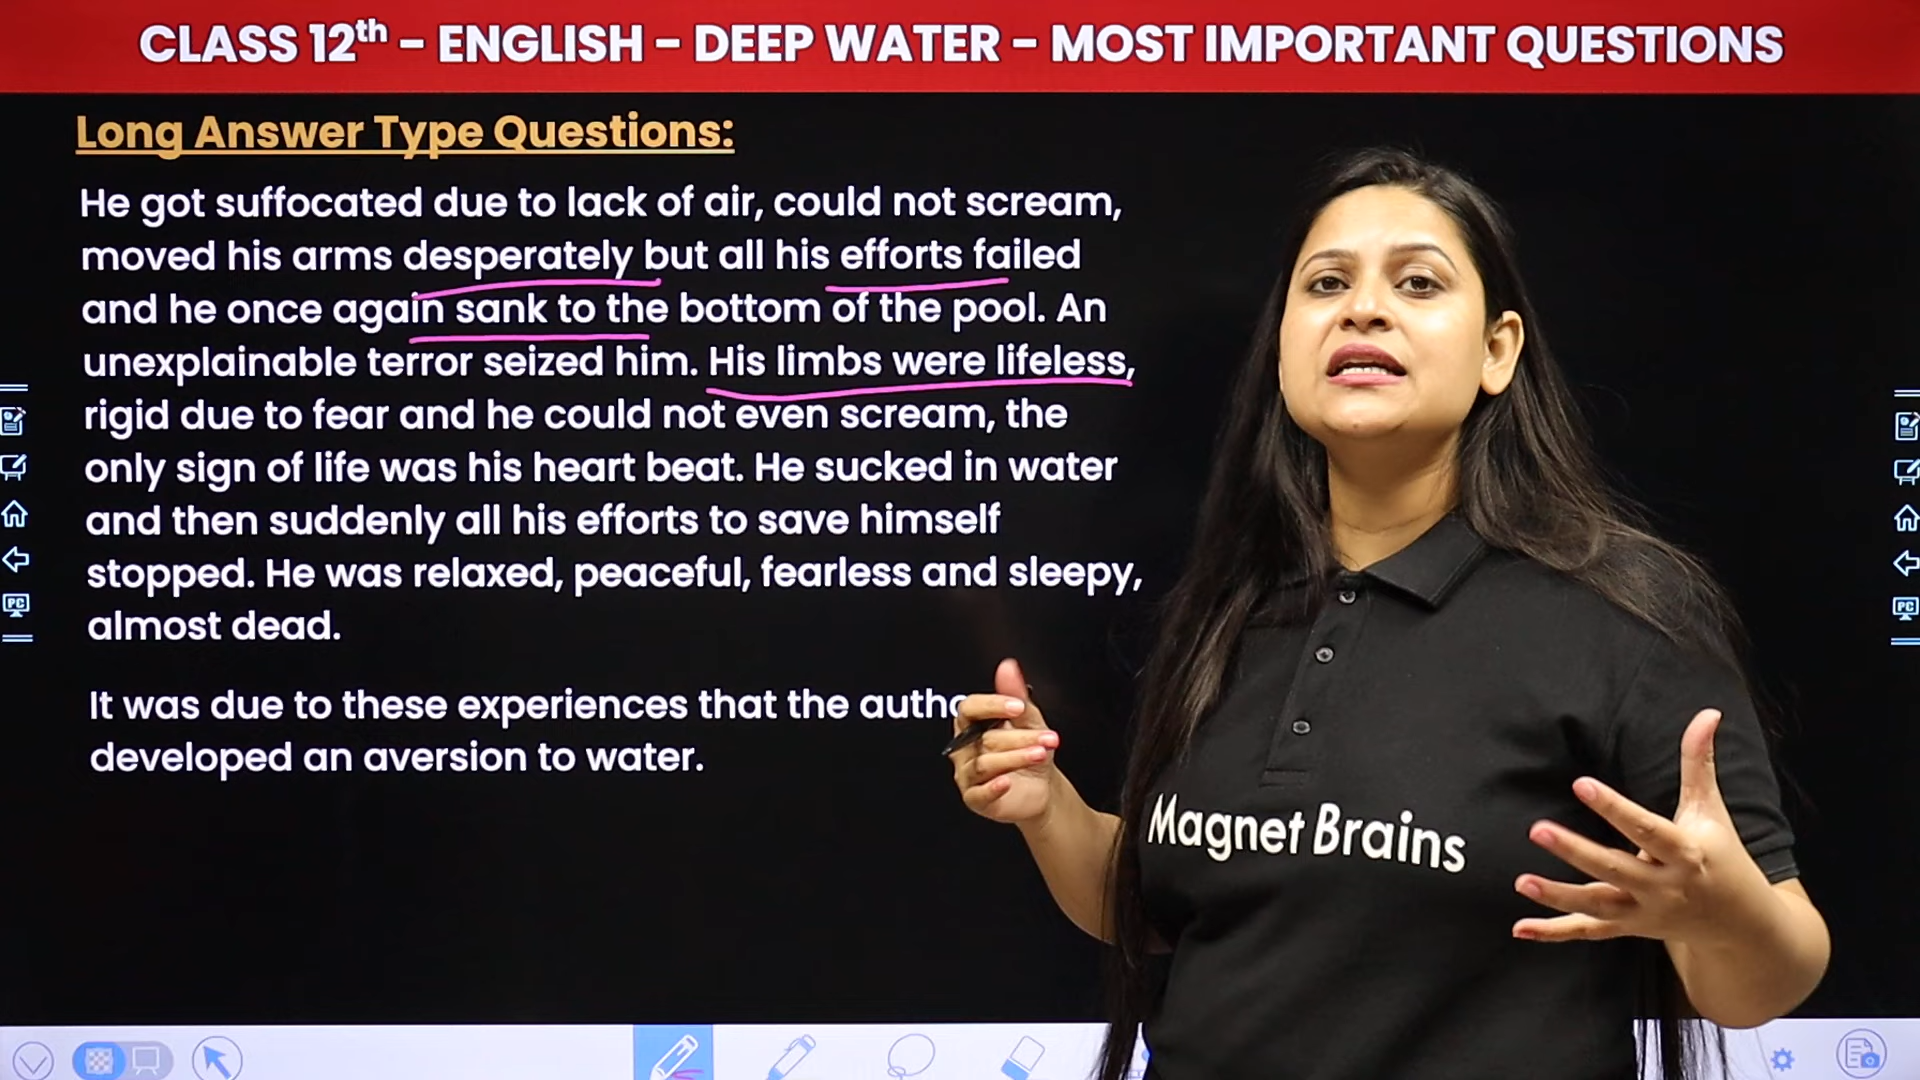 CLASS 12th – ENGLISH – DEEP WATER – MOST IMPORTANT QUESTIONS
Long Answer Type Questions:
He got suffocated due to lack of air, could not scream,
moved his arms desperately but all his efforts failed
and he once again sank to the bottom of the pool. An
unexplainable terror seized him. His limbs were lifeless,
rigid due to fear and he could not even scream, the
only sign of life was his heart beat. He sucked in water
and then suddenly all his efforts to save himself
stopped. He was relaxed, peaceful, fearless and sleepy,
almost dead.
It was due to these experiences that the
developed an aversion to water.
Magnet Brains
PC
PC